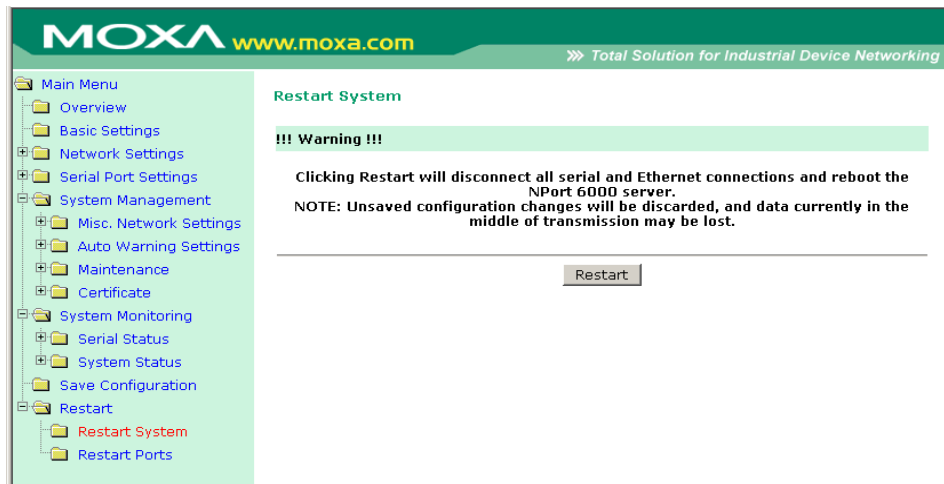 MOXA www.moxa.com
Total Solution for Industrial Device Networking
Main Menu
Overview
Basic Settings
Network Settings
Serial Port Settings
System Management
Misc. Network Settings
Auto Warning Settings
Maintenance
Certificate
System Monitoring
Serial Status
System Status
Save Configuration
Restart
Restart System
Restart Ports
Restart System
!!! Warning !!!
Clicking Restart will disconnect all serial and Ethernet connections and reboot the
NPort 6000 server.
NOTE: Unsaved configuration changes will be discarded, and data currently in the
middle of transmission may be lost.
Restart